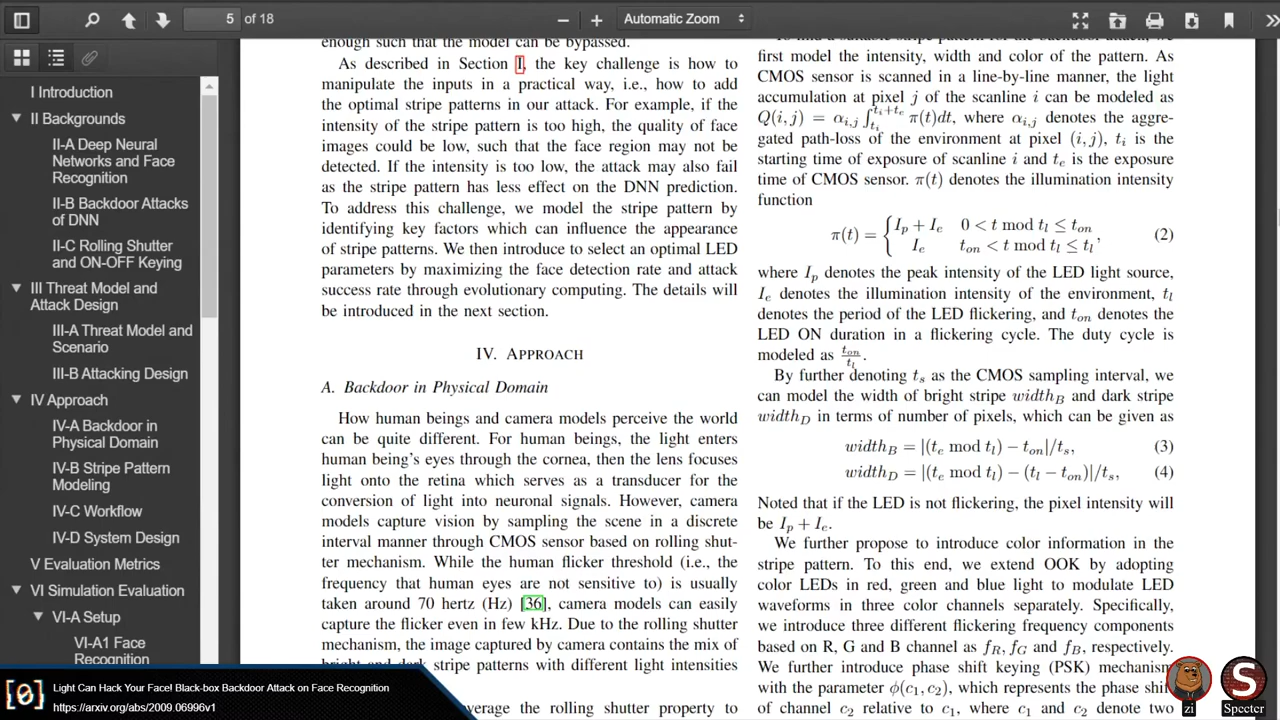 5 of 18
Automatic Zoom
I Introduction
II Backgrounds
II-A Deep Neural
Networks and Face
Recognition
II-B Backdoor Attacks
of DNN
II-C Rolling Shutter
and ON-OFF Keying
III Threat Model and
Attack Design
III-A Threat Model and
Scenario
III-B Attacking Design
IV Approach
IV-A Backdoor in
Physical Domain
IV-B Stripe Pattern
Modeling
IV-C Workflow
IV-D System Design
V Evaluation Metrics
VI Simulation Evaluation
VI-A Setup
VI-A1 Face
Recognition
enough such that the model can be bypassed.
As described in Section I, the key challenge is how to
manipulate the inputs in a practical way, i.e., how to add
the optimal stripe patterns in our attack. For example, if the
intensity of the stripe pattern is too high, the quality of face
images could be low, such that the face region may not be
detected. If the intensity is too low, the attack may also fail
as the stripe pattern has less effect on the DNN prediction.
To address this challenge, we model the stripe pattern by
identifying key factors which can influence the appearance
of stripe patterns. We then introduce to select an optimal LED
parameters by maximizing the face detection rate and attack
success rate through evolutionary computing. The details will
be introduced in the next section.
IV. APPROACH
A. Backdoor in Physical Domain
How human beings and camera models perceive the world
can be quite different. For human beings, the light enters
human being's eyes through the cornea, then the lens focuses
light onto the retina which serves as a transducer for the
conversion of light into neuronal signals. However, camera
models capture vision by sampling the scene in a discrete
interval manner through CMOS sensor based on rolling shut-
ter mechanism. While the human flicker threshold (i.e., the
frequency that human eyes are not sensitive to) is usually
taken around 70 hertz (Hz) [36], camera models can easily
capture the flicker even in few kHz. Due to the rolling shutter
mechanism, the image captured by camera contains the mix of
bright and dark stripe patterns with different light intensities
verage the rolling shutter property to
first model the intensity, width and color of the pattern. As
CMOS sensor is scanned in a line-by-line manner, the light
accumulation at pixel j of the scanline i can be modeled as
Q(i, j) = α_{i,j} ∫_{t_i}^{t_i+t_e} π(t)dt, where α_{i,j} denotes the aggre-
gated path-loss of the environment at pixel (i, j), t_i is the
starting time of exposure of scanline i and t_e is the exposure
time of CMOS sensor. π(t) denotes the illumination intensity
function
π(t) = { I_p + I_e 0 < t mod t_l ≤ t_on
I_e t_on < t mod t_l ≤ t_l , (2)
where I_p denotes the peak intensity of the LED light source,
I_e denotes the illumination intensity of the environment, t_l
denotes the period of the LED flickering, and t_on denotes the
LED ON duration in a flickering cycle. The duty cycle is
modeled as t_on/t_l.
By further denoting t_s as the CMOS sampling interval, we
can model the width of bright stripe width_B and dark stripe
width_D in terms of number of pixels, which can be given as
width_B = |(t_e mod t_l) − t_on|/t_s, (3)
width_D = |(t_e mod t_l) − (t_l − t_on)|/t_s, (4)
Noted that if the LED is not flickering, the pixel intensity will
be I_p + I_e.
We further propose to introduce color information in the
stripe pattern. To this end, we extend OOK by adopting
color LEDs in red, green and blue light to modulate LED
waveforms in three color channels separately. Specifically,
we introduce three different flickering frequency components
based on R, G and B channel as f_R, f_G and f_B, respectively.
We further introduce phase shift keying (PSK) mechanism
with the parameter ϕ(c_1, c_2), which represents the phase shift
of channel c_2 relative to c_1, where c_1 and c_2 denote two
[0]
Light Can Hack Your Face! Black-box Backdoor Attack on Face Recognition
https://arxiv.org/abs/2009.06996v1
zi
Specter